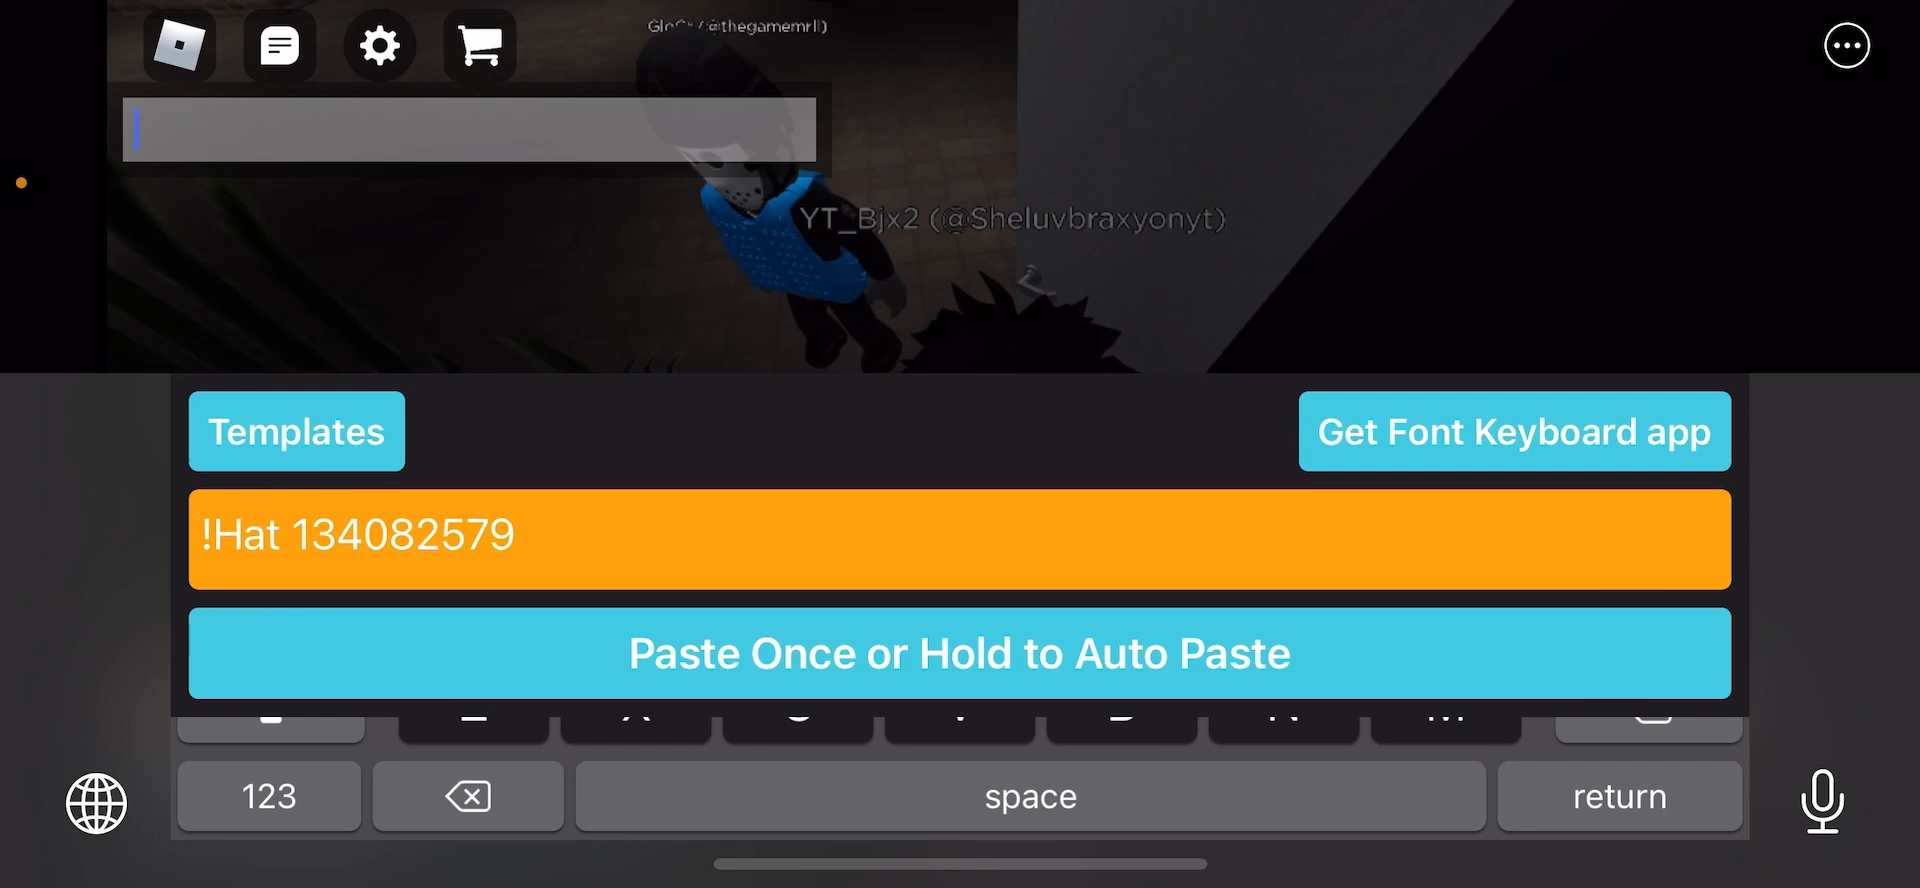 YT_Bjx2 (@Sheluvbraxyonyt)
Templates
Get Font Keyboard app
!Hat 134082579
Paste Once or Hold to Auto Paste
123
space
return